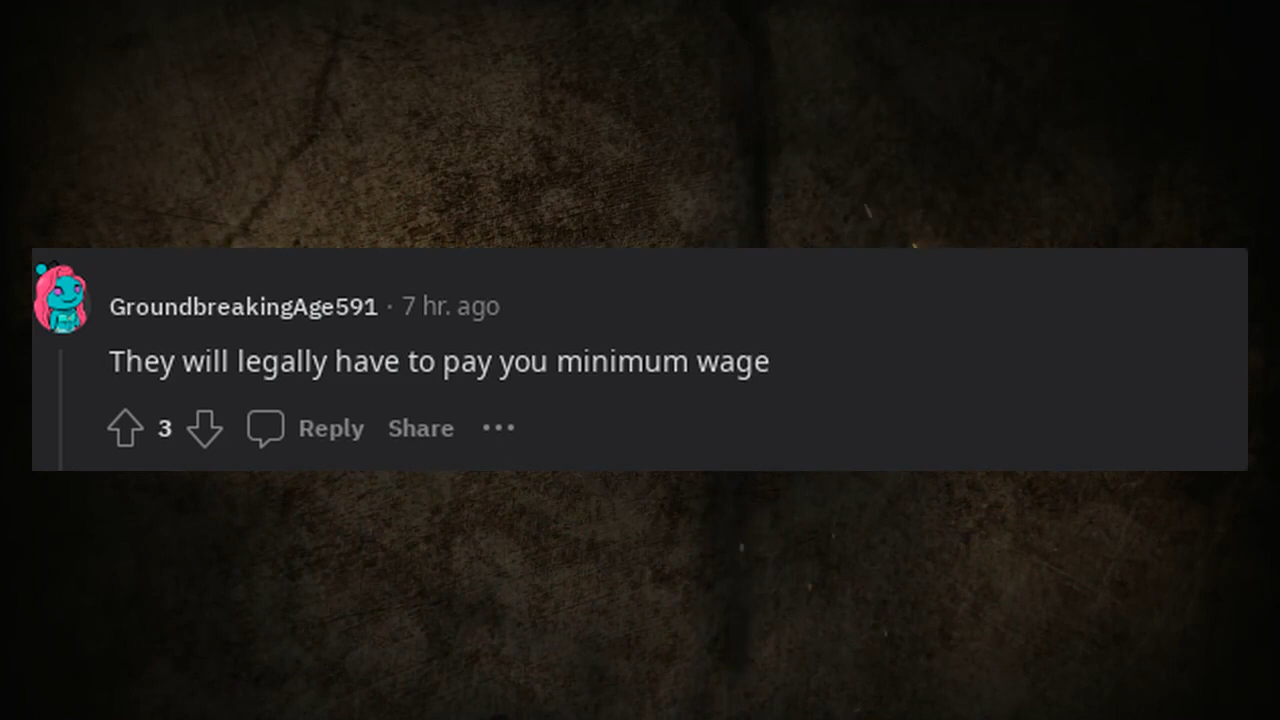 GroundbreakingAge591 · 7 hr. ago
They will legally have to pay you minimum wage
3 Reply Share ···